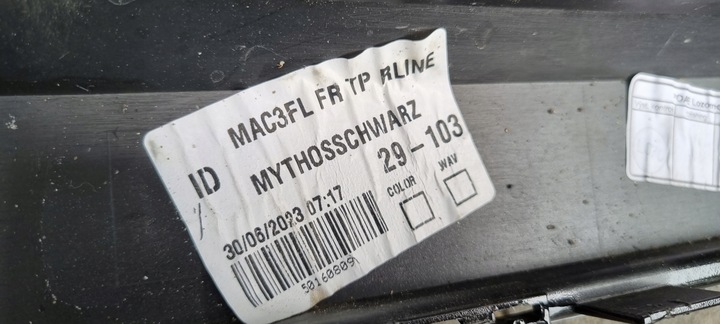 MAC3FL FR TP RLINE
ID
MYTHOSSCHWARZ
29-103
COLOR
WAV
30/06/2023 07:17
50160809